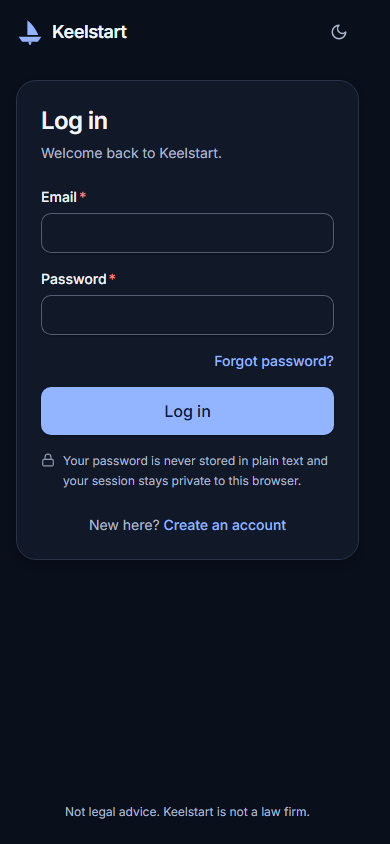 Keelstart
Log in
Welcome back to Keelstart.
Email *
Password *
Forgot password?
Log in
Your password is never stored in plain text and
your session stays private to this browser.
New here? Create an account
Not legal advice. Keelstart is not a law firm.